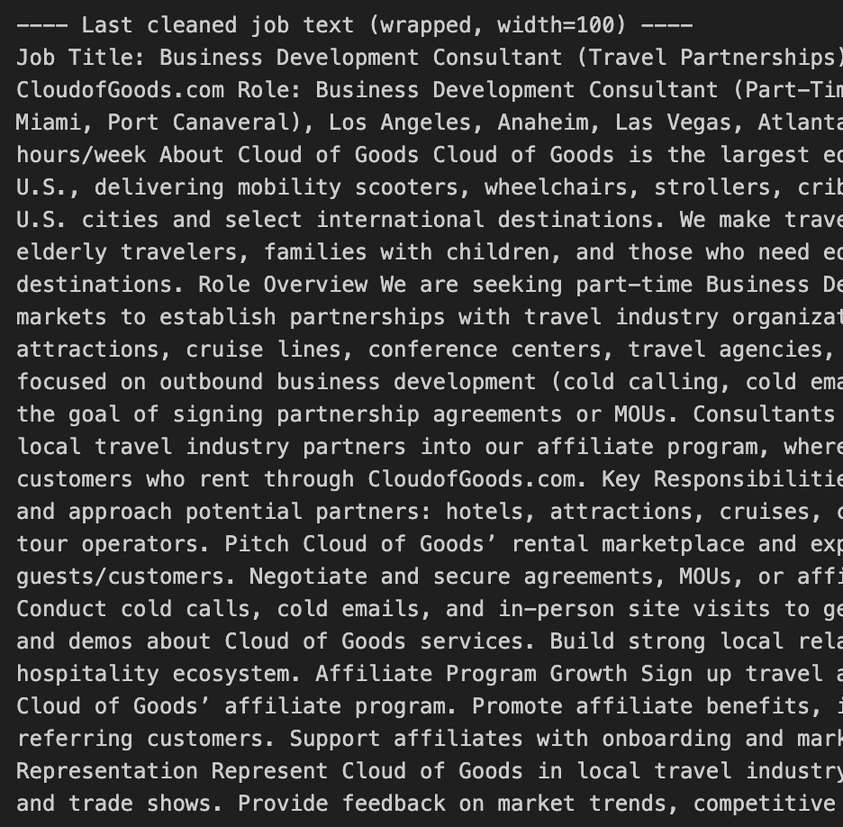 ---- Last cleaned job text (wrapped, width=100) ----
Job Title: Business Development Consultant (Travel Partnerships)
CloudofGoods.com Role: Business Development Consultant (Part-Tim
Miami, Port Canaveral), Los Angeles, Anaheim, Las Vegas, Atlanta
hours/week About Cloud of Goods Cloud of Goods is the largest e
U.S., delivering mobility scooters, wheelchairs, strollers, crib
U.S. cities and select international destinations. We make trave
elderly travelers, families with children, and those who need e
destinations. Role Overview We are seeking part-time Business De
markets to establish partnerships with travel industry organizat
attractions, cruise lines, conference centers, travel agencies,
focused on outbound business development (cold calling, cold ema
the goal of signing partnership agreements or MOUs. Consultants
local travel industry partners into our affiliate program, where
customers who rent through CloudofGoods.com. Key Responsibilitie
and approach potential partners: hotels, attractions, cruises, c
tour operators. Pitch Cloud of Goods’ rental marketplace and exp
guests/customers. Negotiate and secure agreements, MOUs, or affi
Conduct cold calls, cold emails, and in-person site visits to ge
and demos about Cloud of Goods services. Build strong local rela
hospitality ecosystem. Affiliate Program Growth Sign up travel a
Cloud of Goods’ affiliate program. Promote affiliate benefits, i
referring customers. Support affiliates with onboarding and mark
Representation Represent Cloud of Goods in local travel industry
and trade shows. Provide feedback on market trends, competitive